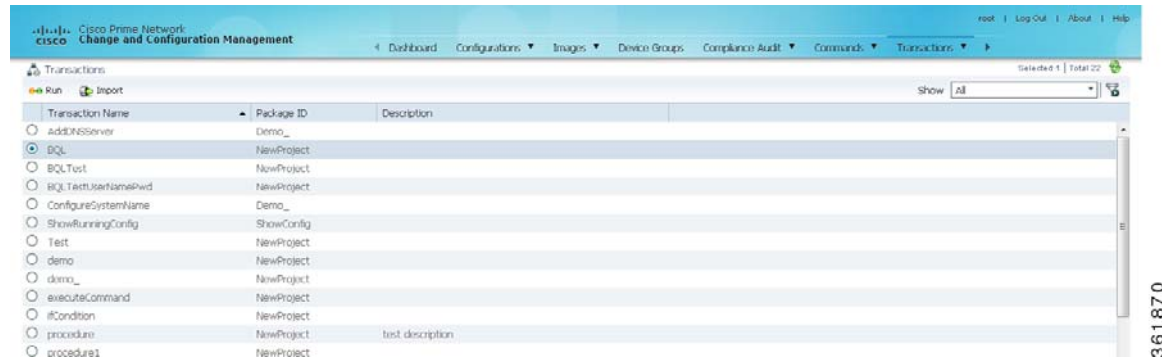 root | Log Out | About | Help
Cisco Prime Network
CISCO Change and Configuration Management
Dashboard Configurations Images Device Groups Compliance Audit Commands Transactions
Transactions
Selected 1 | Total 22
Run Import
Show All
Transaction Name Package ID Description
AddDNSServer Demo_
BQL NewProject
BQLTest NewProject
BQLTestUserNamePwd NewProject
ConfigureSystemName Demo_
ShowRunningConfig ShowConfig
Test NewProject
demo NewProject
demo_ NewProject
executeCommand NewProject
ifCondition NewProject
procedure NewProject test description
procedure1 NewProject
361870